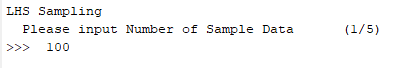 LHS Sampling
Please input Number of Sample Data (1/5)
>>> 100